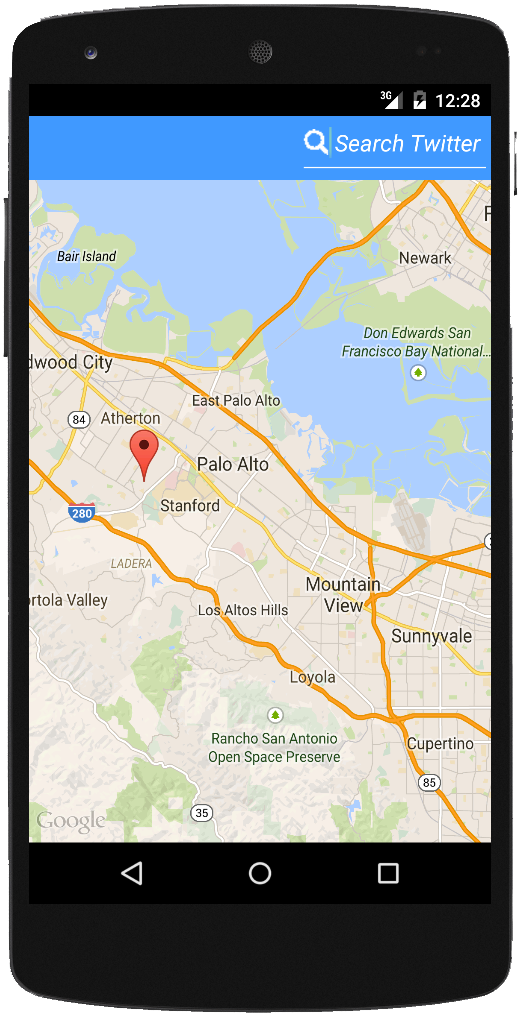 3G
12:28
Search Twitter
Bair Island
Newark
Don Edwards San
Francisco Bay National...
dwood City
East Palo Alto
84
Atherton
Palo Alto
Stanford
280
LADERA
ortola Valley
Los Altos Hills
Mountain
View
Sunnyvale
Loyola
Rancho San Antonio
Open Space Preserve
Cupertino
85
35
Google